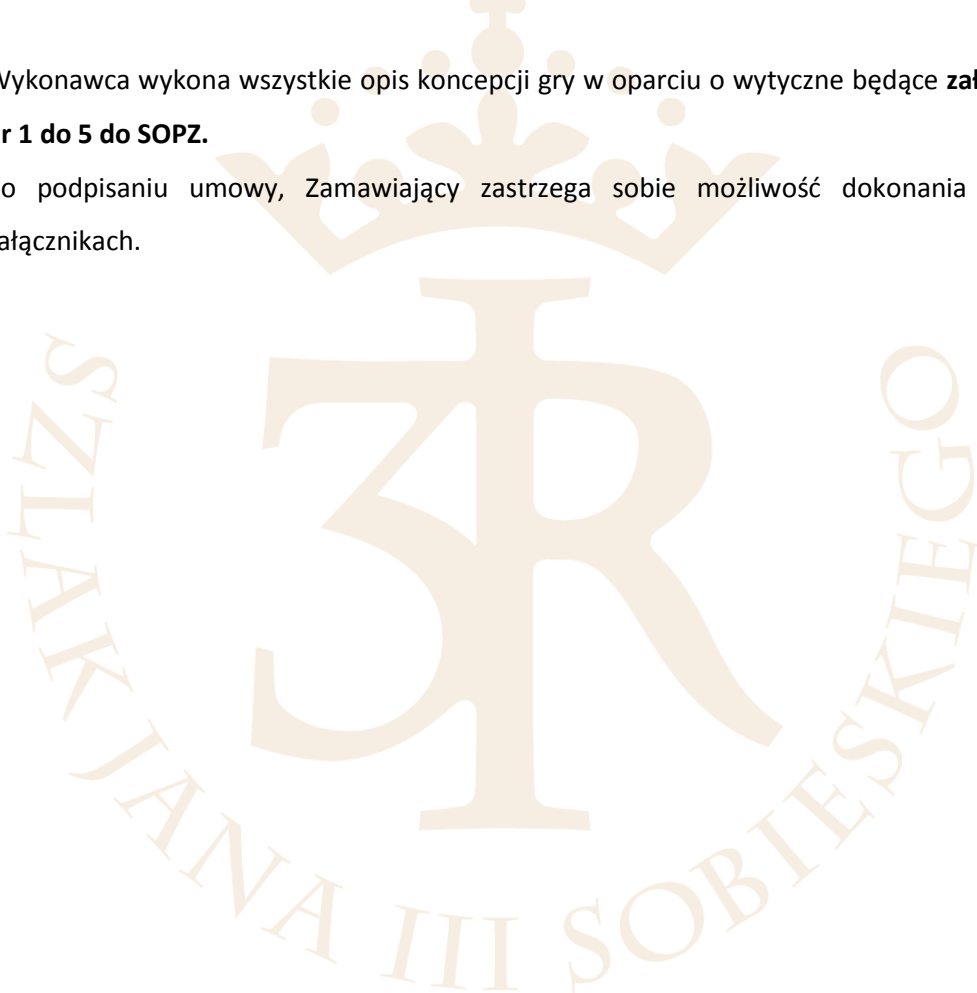 Wykonawca wykona wszystkie opis koncepcji gry w oparciu o wytyczne będące zał
r 1 do 5 do SOPZ.
o podpisaniu umowy, Zamawiający zastrzega sobie możliwość dokonania
ałącznikach.
3R
SZLAK JANA III SOBIESKIEGO